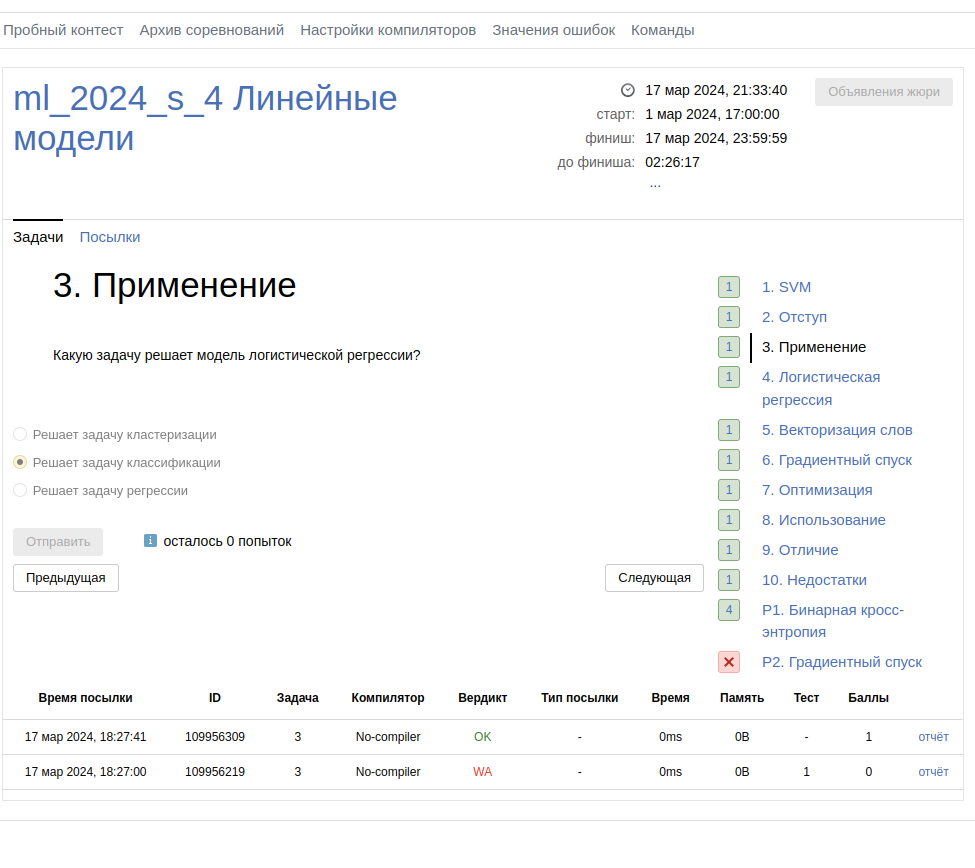 Пробный контест Архив соревнований Настройки компиляторов Значения ошибок Команды
ml_2024_s_4 Линейные
модели
17 мар 2024, 21:33:40
старт: 1 мар 2024, 17:00:00
финиш: 17 мар 2024, 23:59:59
до финиша: 02:26:17
...
Объявления жюри
Задачи Посылки
3. Применение
Какую задачу решает модель логистической регрессии?
Решает задачу кластеризации
Решает задачу классификации
Решает задачу регрессии
Отправить i осталось 0 попыток
Предыдущая Следующая
1 1. SVM
1 2. Отступ
1 3. Применение
1 4. Логистическая
регрессия
1 5. Векторизация слов
1 6. Градиентный спуск
1 7. Оптимизация
1 8. Использование
1 9. Отличие
1 10. Недостатки
4 P1. Бинарная кросс-
энтропия
P2. Градиентный спуск
Время посылки ID Задача Компилятор Вердикт Тип посылки Время Память Тест Баллы
17 мар 2024, 18:27:41 109956309 3 No-compiler OK - 0ms 0B - 1 отчёт
17 мар 2024, 18:27:00 109956219 3 No-compiler WA - 0ms 0B 1 0 отчёт